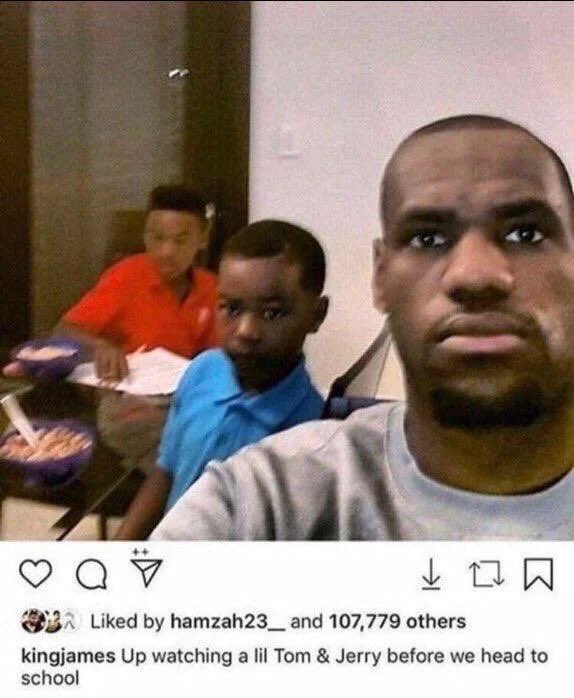 Liked by hamzah23_ and 107,779 others
kingjames Up watching a lil Tom & Jerry before we head to
school